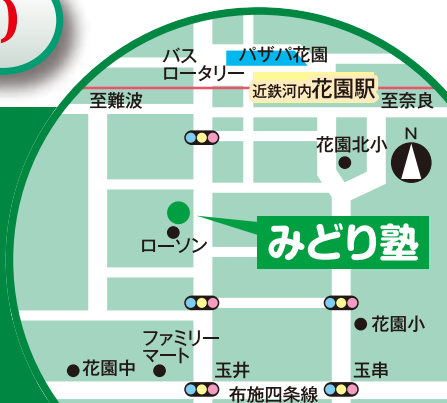 )
バス
ロータリー
パザパ花園
近鉄河内花園駅
至難波
至奈良
花園北小
N
ローソン
みどり塾
花園小
ファミリー
マート
花園中
玉井
玉串
布施四条線